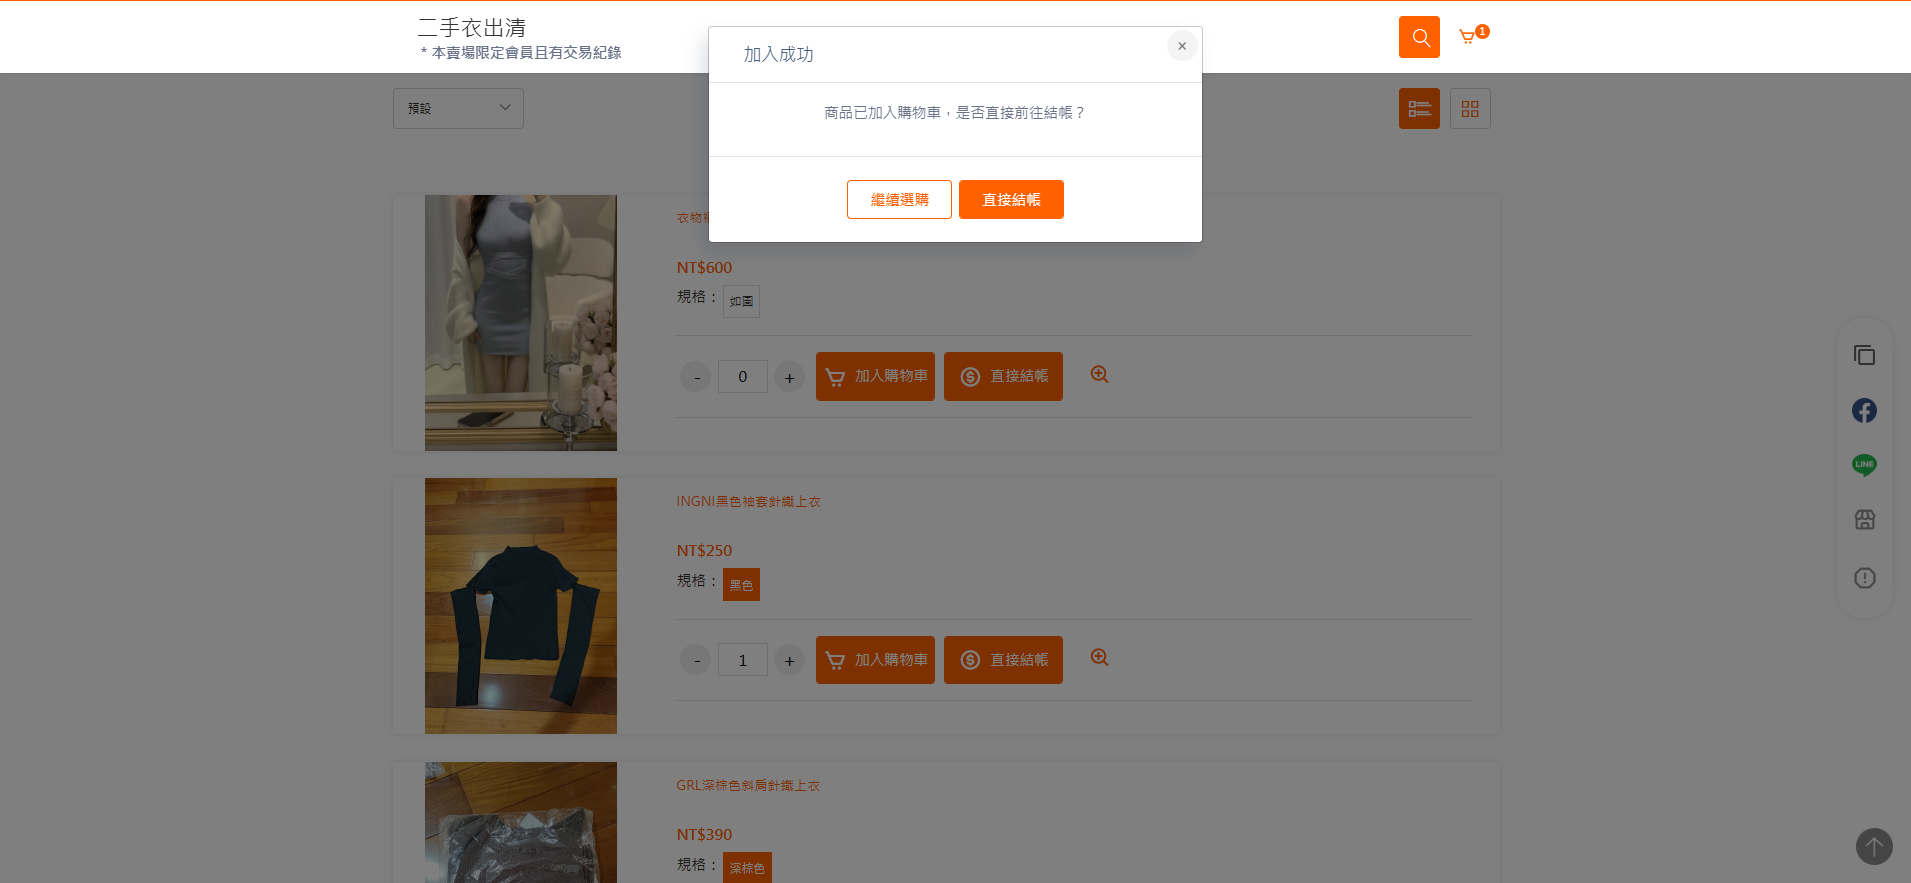 二手衣出清
* 本賣場限定會員且有交易紀錄
1
加入成功
×
商品已加入購物車，是否直接前往結帳？
繼續選購
直接結帳
預設
衣物
NT$600
規格： 如圖
- 0 + 加入購物車 直接結帳
INGNI黑色袖套針織上衣
NT$250
規格： 黑色
- 1 + 加入購物車 直接結帳
GRL深棕色斜肩針織上衣
NT$390
規格： 深棕色
LINE